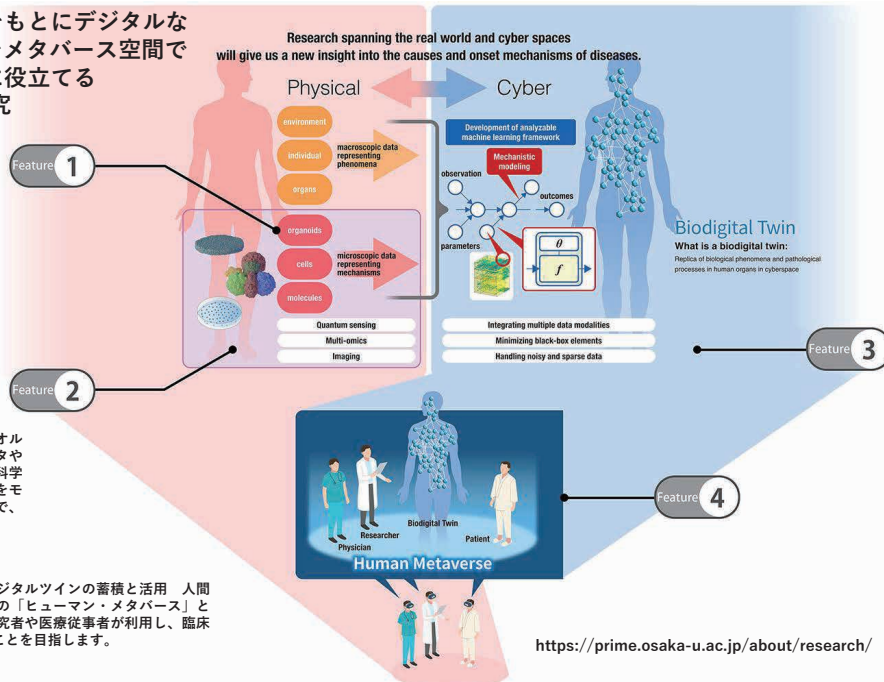 をもとにデジタルな
メタバース空間で
に役立てる
究
Research spanning the real world and cyber spaces
will give us a new insight into the causes and onset mechanisms of diseases.
Physical
Cyber
Feature 1
environment
individual
organs
macroscopic data
representing
phenomena
organoids
cells
molecules
microscopic data
representing
mechanisms
Quantum sensing
Multi-omics
Imaging
Feature 2
Development of analyzable
machine learning framework
Mechanistic
modeling
observation
outcomes
parameters
θ
f
Integrating multiple data modalities
Minimizing black-box elements
Handling noisy and sparse data
Biodigital Twin
What is a biodigital twin:
Replica of biological phenomena and pathological
processes in human organs in cyberspace
Feature 3
オル
タや
科学
をモ
で、
Physician
Researcher
Biodigital Twin
Patient
Human Metaverse
Feature 4
ジタルツインの蓄積と活用 人間
の「ヒューマン・メタバース」と
究者や医療従事者が利用し、臨床
ことを目指します。
https://prime.osaka-u.ac.jp/about/research/